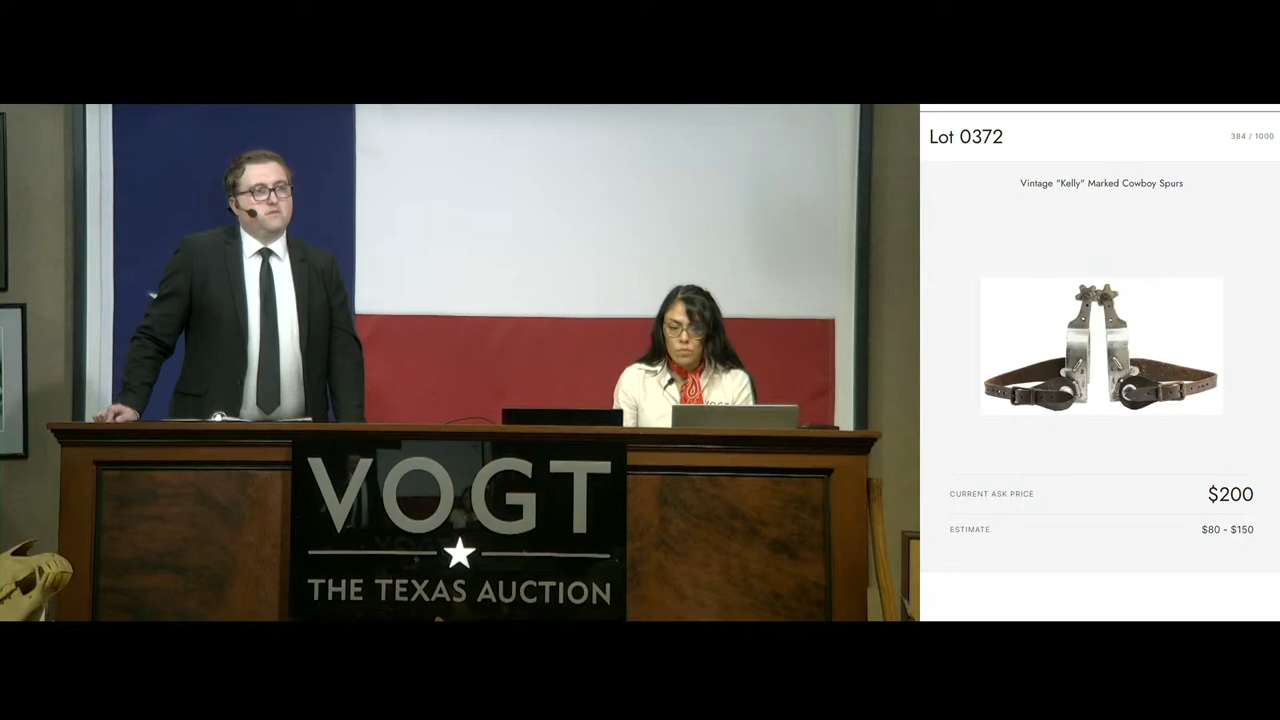 Lot 0372
384 / 1000
Vintage "Kelly" Marked Cowboy Spurs
CURRENT ASK PRICE
$200
ESTIMATE
$80 - $150
VOGT
VOGT
THE TEXAS AUCTION